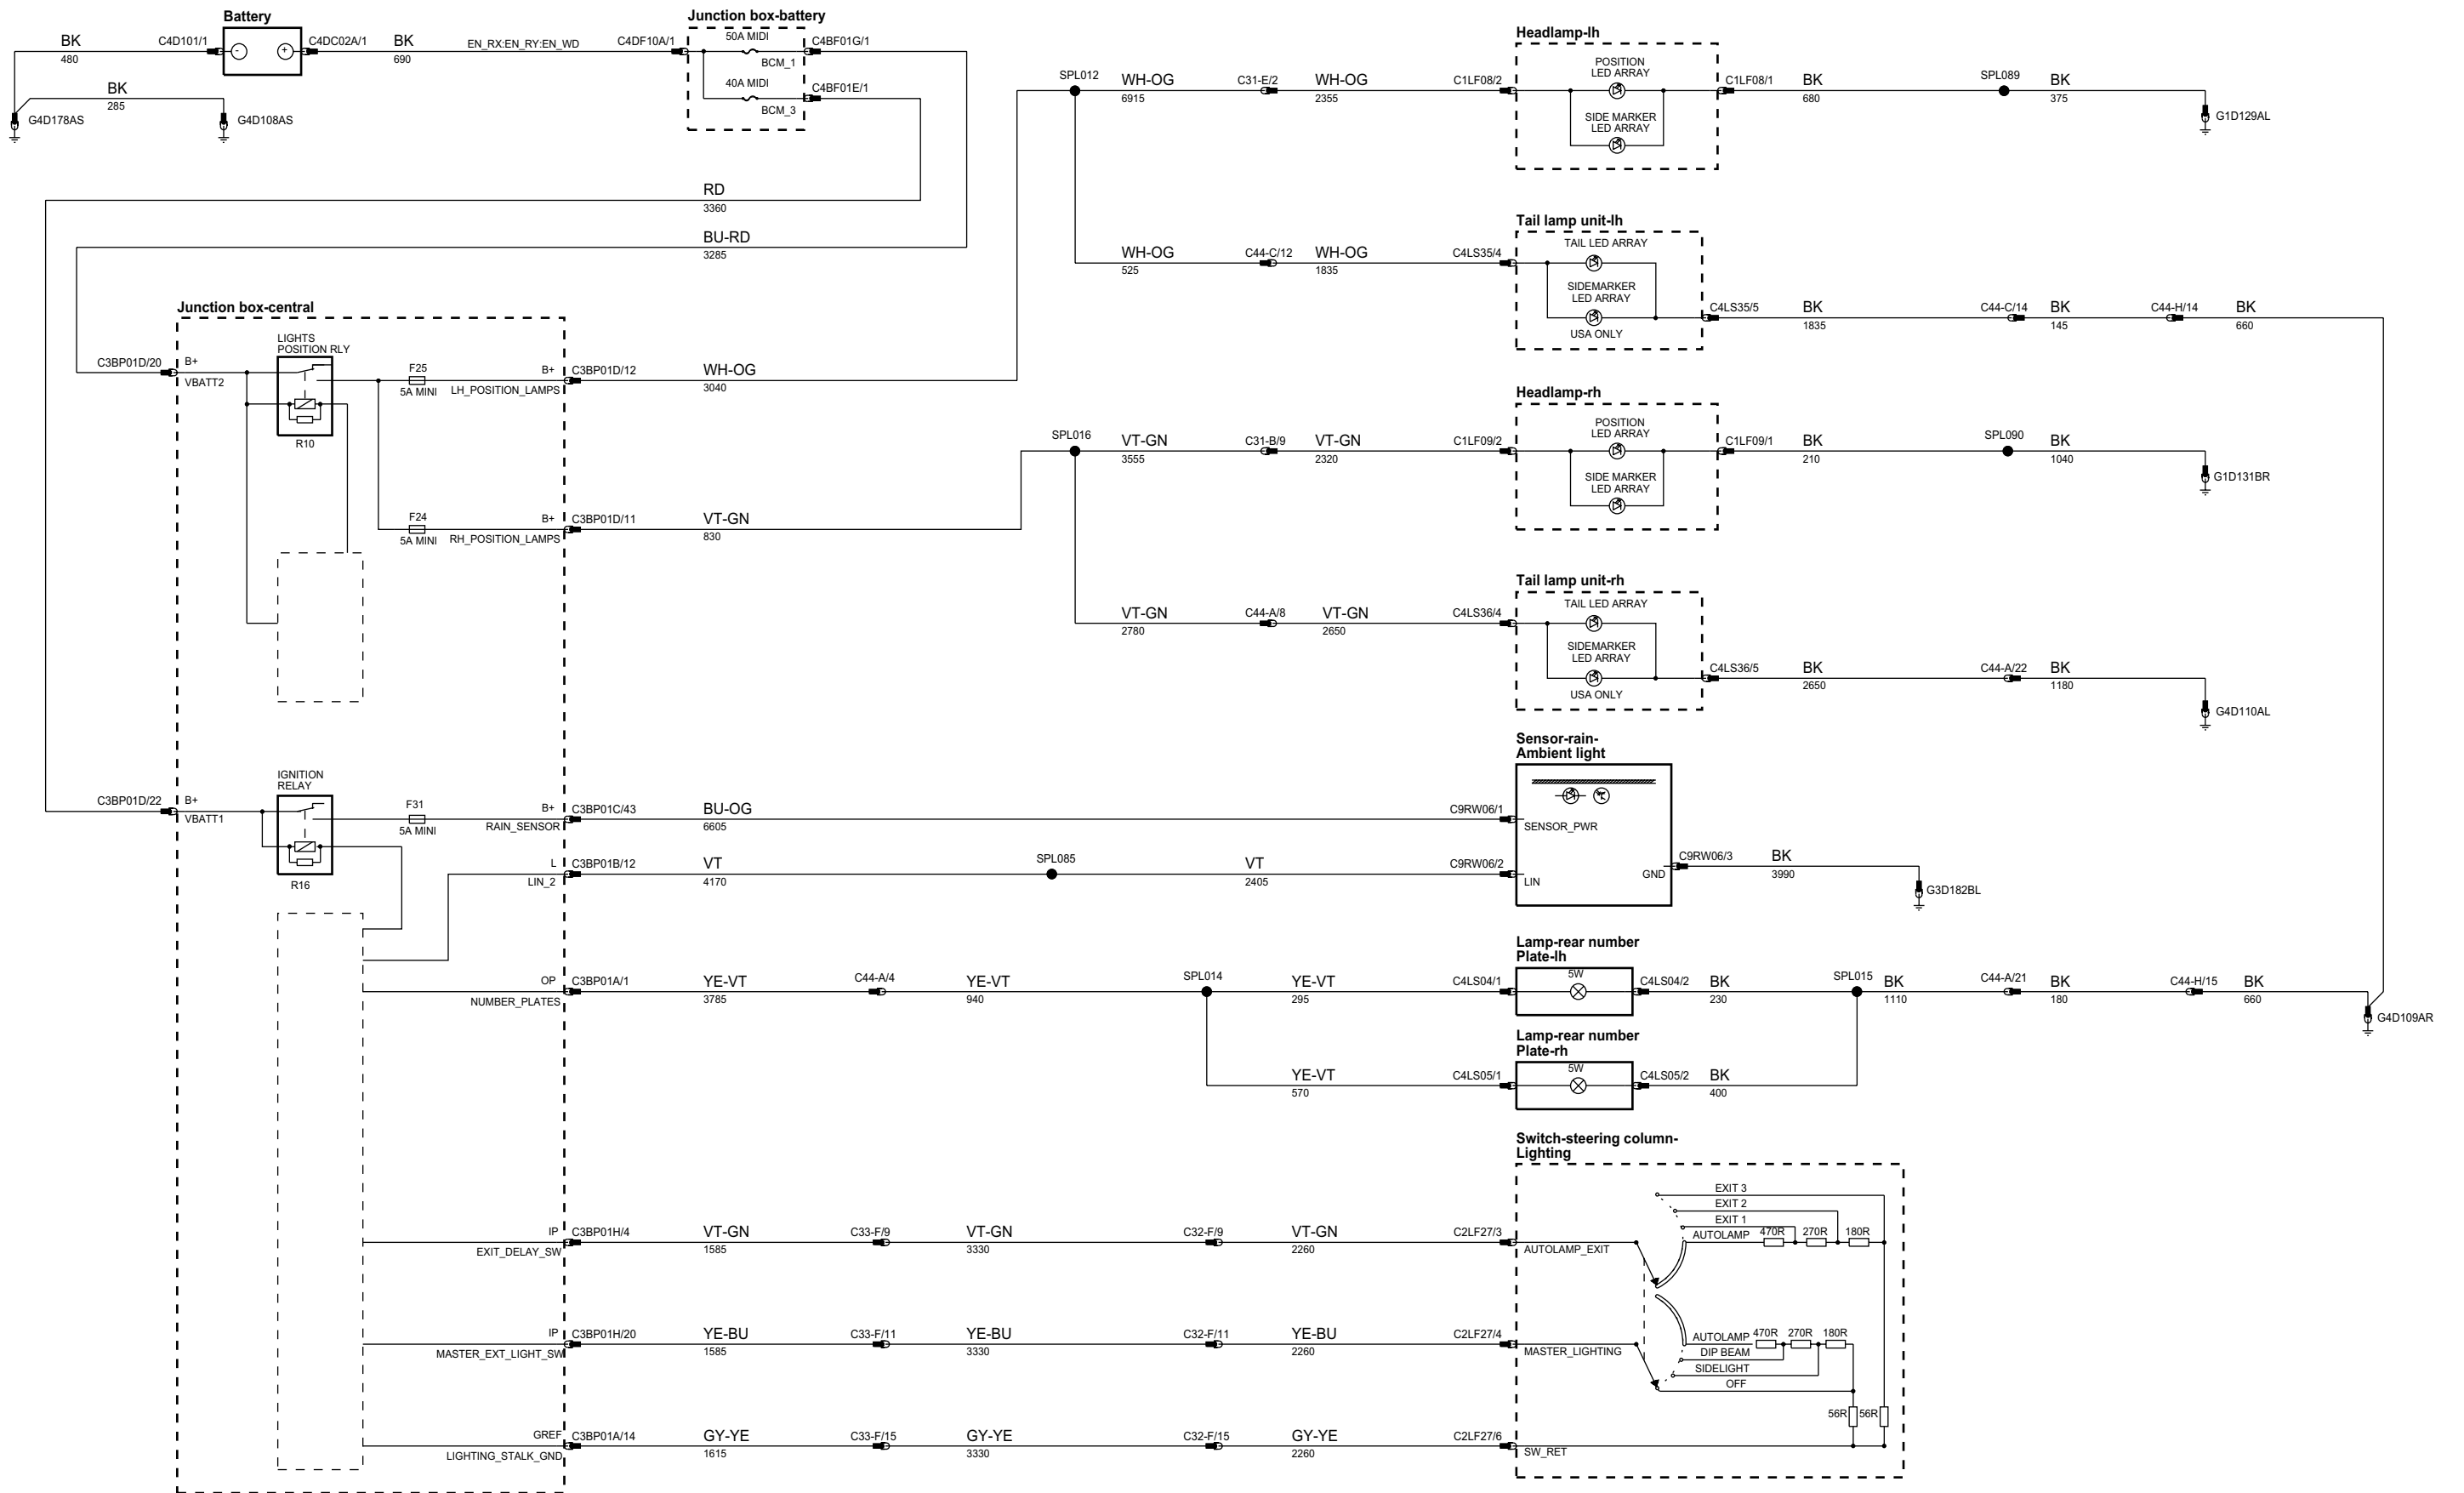 Battery
Junction box-battery
BK
480
C4D101/1
-
+
C4DC02A/1
BK
690
EN_RX:EN_RY:EN_WD
C4DF10A/1
50A MIDI
BCM_1
C4BF01G/1
40A MIDI
BCM_3
C4BF01E/1
BK
285
G4D178AS
G4D108AS
RD
3360
BU-RD
3285
Headlamp-lh
SPL012
WH-OG
6915
C31-E/2
WH-OG
2355
C1LF08/2
POSITION
LED ARRAY
SIDE MARKER
LED ARRAY
C1LF08/1
BK
680
SPL089
BK
375
G1D129AL
Tail lamp unit-lh
WH-OG
525
C44-C/12
WH-OG
1835
C4LS35/4
TAIL LED ARRAY
SIDEMARKER
LED ARRAY
USA ONLY
C4LS35/5
BK
1835
C44-C/14
BK
145
C44-H/14
BK
660
Junction box-central
LIGHTS
POSITION RLY
C3BP01D/20
B+
VBATT2
R10
F25
5A MINI
B+
LH_POSITION_LAMPS
C3BP01D/12
WH-OG
3040
F24
5A MINI
B+
RH_POSITION_LAMPS
C3BP01D/11
VT-GN
830
Headlamp-rh
SPL016
VT-GN
3555
C31-B/9
VT-GN
2320
C1LF09/2
POSITION
LED ARRAY
SIDE MARKER
LED ARRAY
C1LF09/1
BK
210
SPL090
BK
1040
G1D131BR
Tail lamp unit-rh
VT-GN
2780
C44-A/8
VT-GN
2650
C4LS36/4
TAIL LED ARRAY
SIDEMARKER
LED ARRAY
USA ONLY
C4LS36/5
BK
2650
C44-A/22
BK
1180
G4D110AL
Sensor-rain-
Ambient light
IGNITION
RELAY
C3BP01D/22
B+
VBATT1
R16
F31
5A MINI
B+
RAIN_SENSOR
C3BP01C/43
BU-OG
6605
C9RW06/1
SENSOR_PWR
L
LIN_2
C3BP01B/12
VT
4170
SPL085
VT
2405
C9RW06/2
LIN
GND
C9RW06/3
BK
3990
G3D182BL
Lamp-rear number
Plate-lh
OP
NUMBER_PLATES
C3BP01A/1
YE-VT
3785
C44-A/4
YE-VT
940
SPL014
YE-VT
295
C4LS04/1
5W
C4LS04/2
BK
230
SPL015
BK
1110
C44-A/21
BK
180
C44-H/15
BK
660
G4D109AR
Lamp-rear number
Plate-rh
YE-VT
570
C4LS05/1
5W
C4LS05/2
BK
400
Switch-steering column-
Lighting
EXIT 3
EXIT 2
EXIT 1
AUTOLAMP
470R
270R
180R
IP
EXIT_DELAY_SW
C3BP01H/4
VT-GN
1585
C33-F/9
VT-GN
3330
C32-F/9
VT-GN
2260
C2LF27/3
AUTOLAMP_EXIT
IP
MASTER_EXT_LIGHT_SW
C3BP01H/20
YE-BU
1585
C33-F/11
YE-BU
3330
C32-F/11
YE-BU
2260
C2LF27/4
MASTER_LIGHTING
AUTOLAMP
470R
270R
180R
DIP BEAM
SIDELIGHT
OFF
56R
56R
GREF
LIGHTING_STALK_GND
C3BP01A/14
GY-YE
1615
C33-F/15
GY-YE
3330
C32-F/15
GY-YE
2260
C2LF27/6
SW_RET